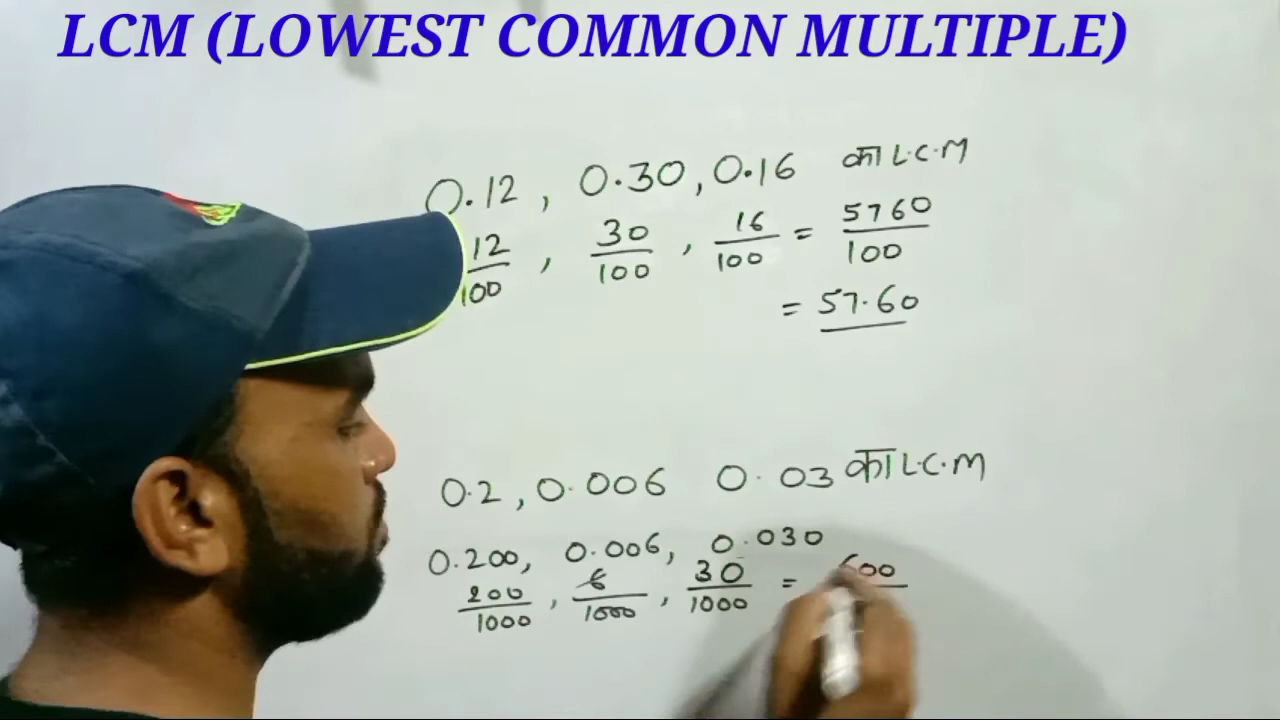 LCM (LOWEST COMMON MULTIPLE)
0.12 , 0.30 , 0.16 का L.C.M
12/100 , 30/100 , 16/100 = 5760/100
= 57.60
0.2 , 0.006 0.03 का L.C.M
0.200, 0.006, 0.030
200/1000 , 6/1000 , 30/1000 = 600